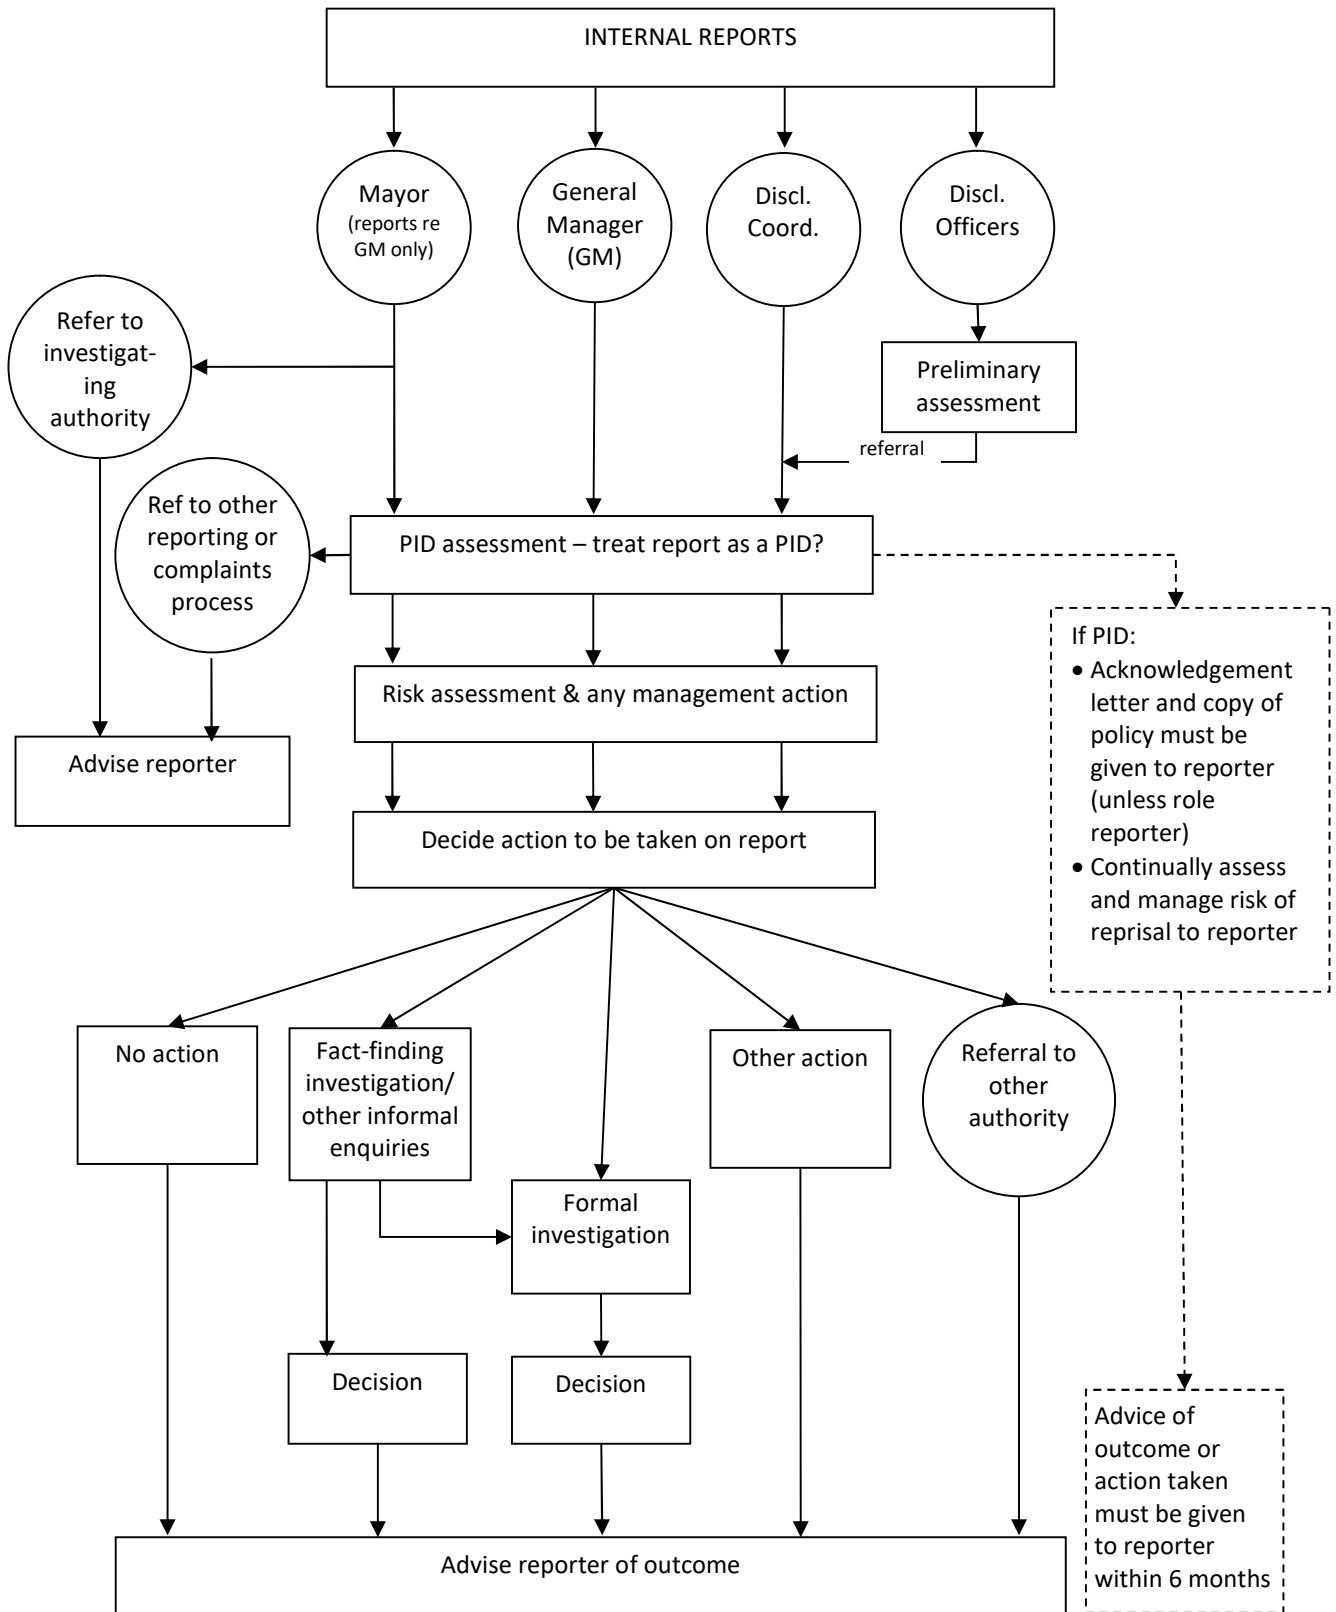 INTERNAL REPORTS
Mayor
(reports re
GM only)
General
Manager
(GM)
Discl.
Coord.
Discl.
Officers
Refer to
investigat-
ing
authority
Preliminary
assessment
referral
Ref to other
reporting or
complaints
process
PID assessment – treat report as a PID?
If PID:
• Acknowledgement
letter and copy of
policy must be
given to reporter
(unless role
reporter)
• Continually assess
and manage risk of
reprisal to reporter
Risk assessment & any management action
Advise reporter
Decide action to be taken on report
No action
Fact-finding
investigation/
other informal
enquiries
Other action
Referral to
other
authority
Formal
investigation
Decision
Decision
Advice of
outcome or
action taken
must be given
to reporter
within 6 months
Advise reporter of outcome